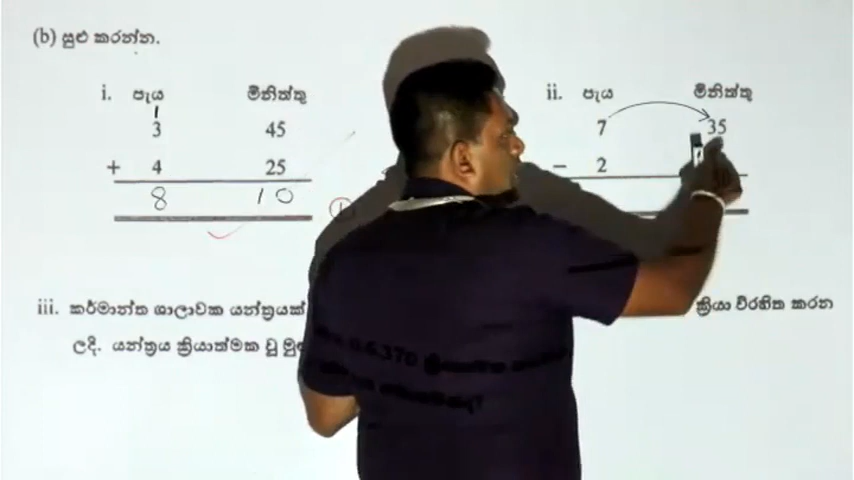 (b) සුළු කරන්න.
i. පැය මිනිත්තු
1
3 45
+ 4 25
8 10
ii. පැය මිනිත්තු
7 35
− 2
iii. කර්මාන්ත ශාලාවක යන්ත්‍රයක් ක්‍රියා විරහිත කරන
ලදි. යන්ත්‍රය ක්‍රියාත්මක වූ